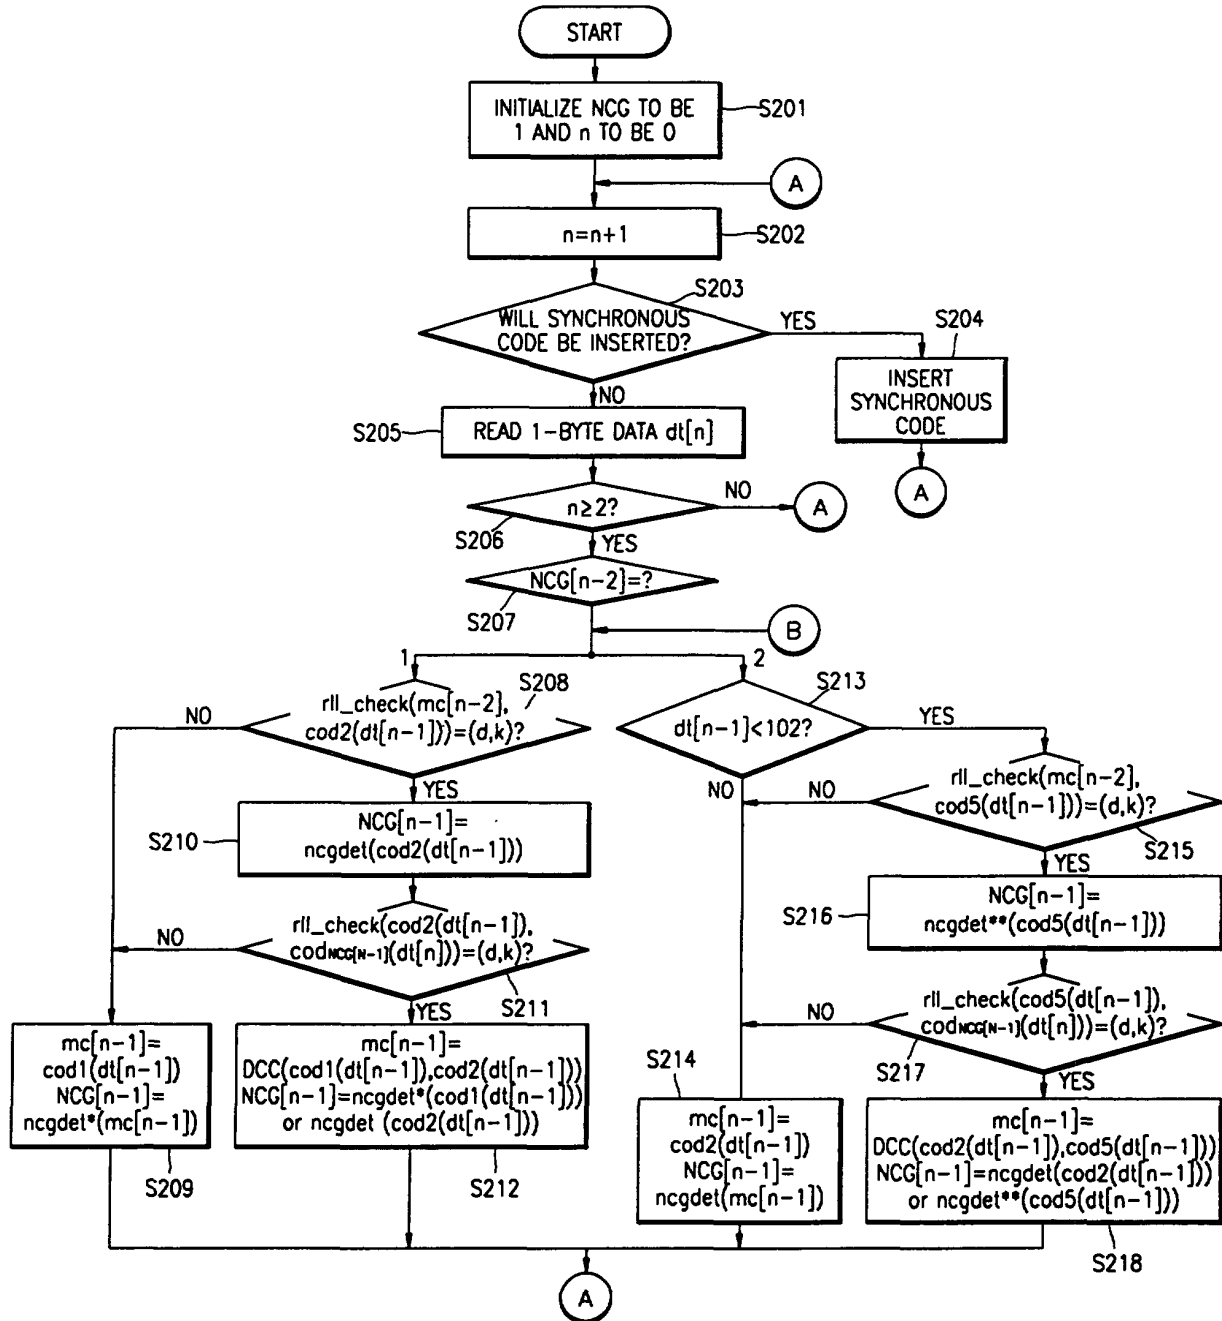 START
INITIALIZE NCG TO BE
1 AND n TO BE 0
S201
A
n=n+1
S202
S203
WILL SYNCHRONOUS
CODE BE INSERTED?
YES
S204
INSERT
SYNCHRONOUS
CODE
NO
S205
READ 1-BYTE DATA dt[n]
A
n≥2?
NO
A
S206
YES
NCG[n-2]=?
S207
B
1
2
S208
rll_check(mc[n-2],
cod2(dt[n-1]))=(d,k)?
NO
YES
S213
dt[n-1]<102?
YES
NO
rll_check(mc[n-2],
cod5(dt[n-1]))=(d,k)?
NO
S215
YES
S210
NCG[n-1]=
ncgdet(cod2(dt[n-1]))
S216
NCG[n-1]=
ncgdet**(cod5(dt[n-1]))
rll_check(cod2(dt[n-1]),
codNCG[N-1](dt[n]))=(d,k)?
NO
S211
YES
rll_check(cod5(dt[n-1]),
codNCG[N-1](dt[n]))=(d,k)?
NO
S217
YES
mc[n-1]=
cod1(dt[n-1])
NCG[n-1]=
ncgdet*(mc[n-1])
S209
mc[n-1]=
DCC(cod1(dt[n-1]),cod2(dt[n-1]))
NCG[n-1]=ncgdet*(cod1(dt[n-1]))
or ncgdet (cod2(dt[n-1]))
S212
S214
mc[n-1]=
cod2(dt[n-1])
NCG[n-1]=
ncgdet(mc[n-1])
mc[n-1]=
DCC(cod2(dt[n-1]),cod5(dt[n-1]))
NCG[n-1]=ncgdet(cod2(dt[n-1]))
or ncgdet**(cod5(dt[n-1]))
S218
A